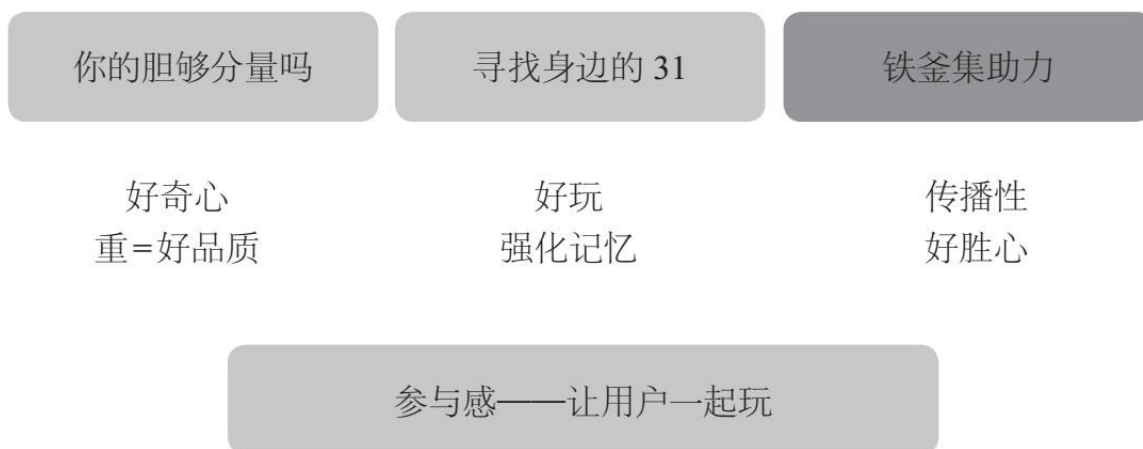 你的胆够分量吗
寻找身边的 31
铁釜集助力
好奇心
重=好品质
好玩
强化记忆
传播性
好胜心
参与感——让用户一起玩